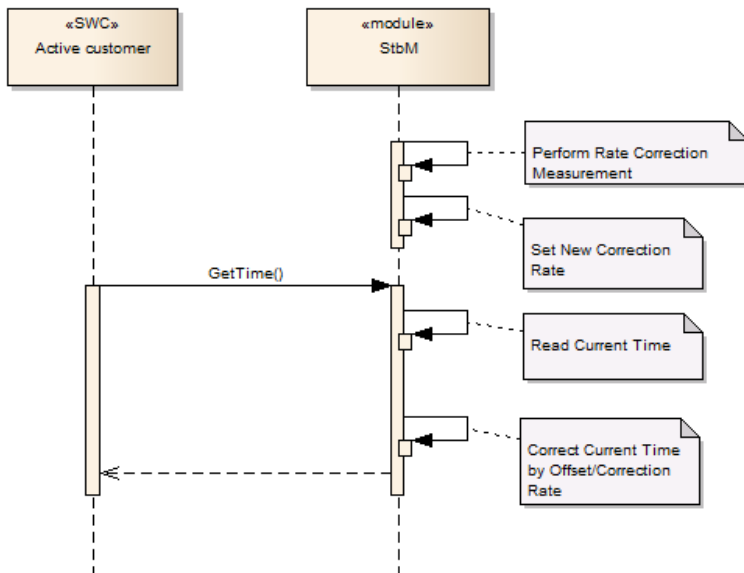 «SWC»
Active customer
«module»
StbM
Perform Rate Correction
Measurement
Set New Correction
Rate
GetTime()
Read Current Time
Correct Current Time
by Offset/Correction
Rate